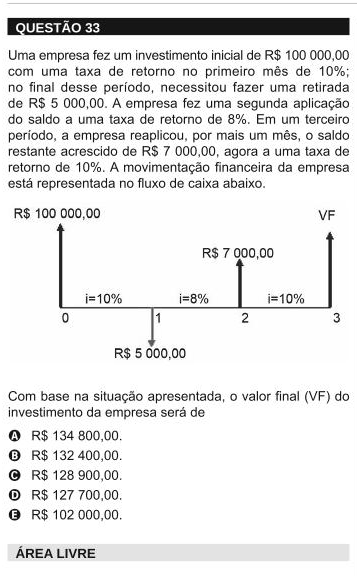 QUESTÃO 33
Uma empresa fez um investimento inicial de R$ 100 000,00
com uma taxa de retorno no primeiro mês de 10%;
no final desse período, necessitou fazer uma retirada
de R$ 5 000,00. A empresa fez uma segunda aplicação
do saldo a uma taxa de retorno de 8%. Em um terceiro
período, a empresa reaplicou, por mais um mês, o saldo
restante acrescido de R$ 7 000,00, agora a uma taxa de
retorno de 10%. A movimentação financeira da empresa
está representada no fluxo de caixa abaixo.
R$ 100 000,00 VF
R$ 7 000,00
i=10% i=8% i=10%
0 1 2 3
R$ 5 000,00
Com base na situação apresentada, o valor final (VF) do
investimento da empresa será de
A R$ 134 800,00.
B R$ 132 400,00.
C R$ 128 900,00.
D R$ 127 700,00.
E R$ 102 000,00.
ÁREA LIVRE